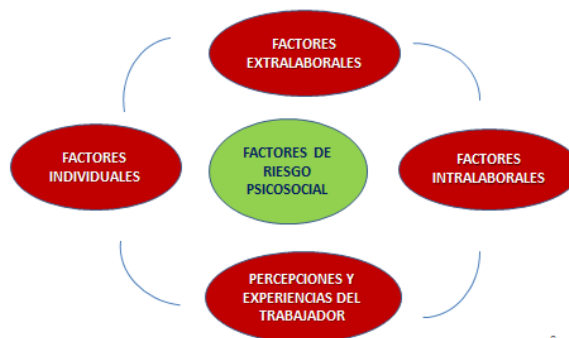 FACTORES
EXTRALABORALES
FACTORES
INDIVIDUALES
FACTORES DE
RIESGO
PSICOSOCIAL
FACTORES
INTRALABORALES
PERCEPCIONES Y
EXPERIENCIAS DEL
TRABAJADOR